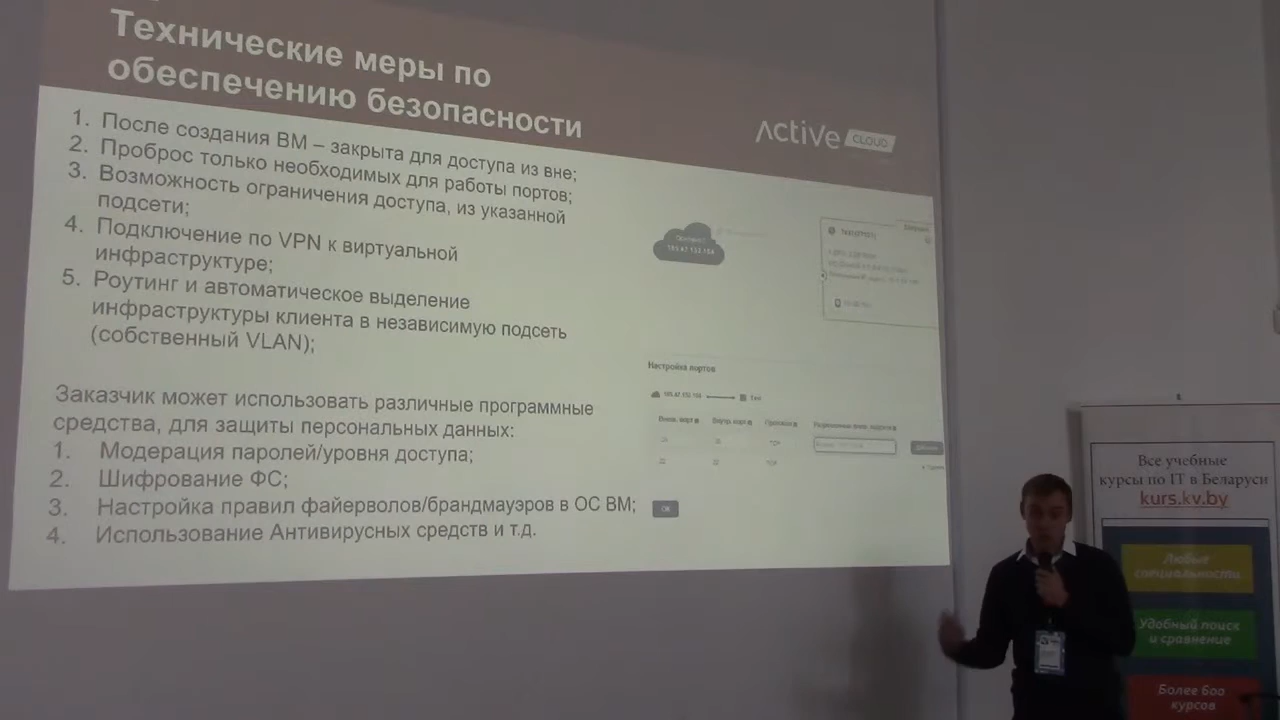 Технические меры по
обеспечению безопасности
ActiVe CLOUD
1. После создания ВМ – закрыта для доступа из вне;
2. Проброс только необходимых для работы портов;
3. Возможность ограничения доступа, из указанной
подсети;
4. Подключение по VPN к виртуальной
инфраструктуре;
5. Роутинг и автоматическое выделение
инфраструктуры клиента в независимую подсеть
(собственный VLAN);
Заказчик может использовать различные программные
средства, для защиты персональных данных:
1. Модерация паролей/уровня доступа;
2. Шифрование ФС;
3. Настройка правил файерволов/брандмауэров в ОС ВМ;
4. Использование Антивирусных средств и т.д.
Настройка портов
OK
Все учебные
курсы по IT в Беларуси
kurs.kv.by
Любые
специальности
Удобный поиск
и сравнение
Более 600
курсов